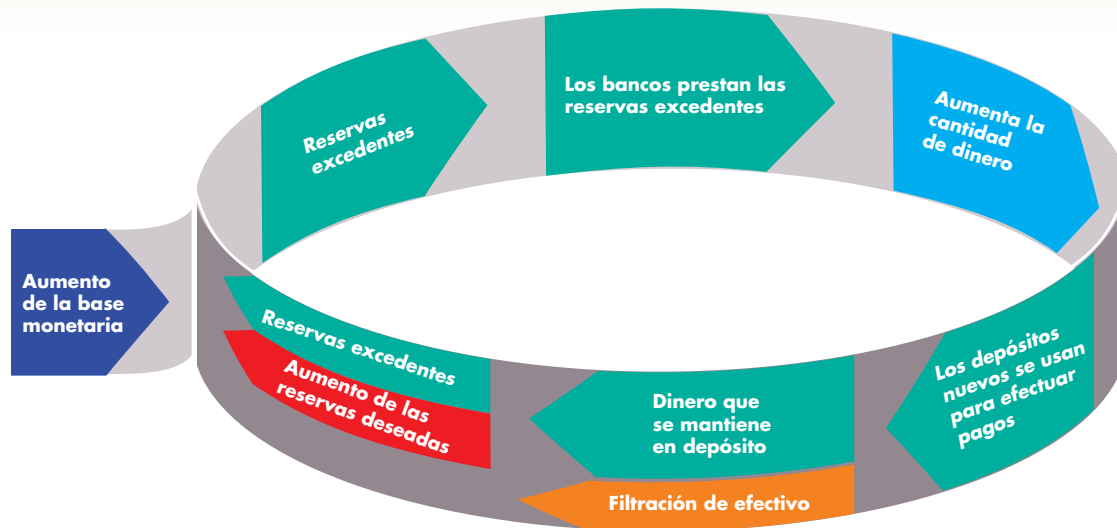 Aumento
de la base
monetaria
Reservas
excedentes
Los bancos prestan las
reservas excedentes
Aumenta la
cantidad
de dinero
Los depósitos
nuevos se usan
para efectuar
pagos
Dinero que
se mantiene
en depósito
Filtración de efectivo
Reservas excedentes
Aumento de las
reservas deseadas